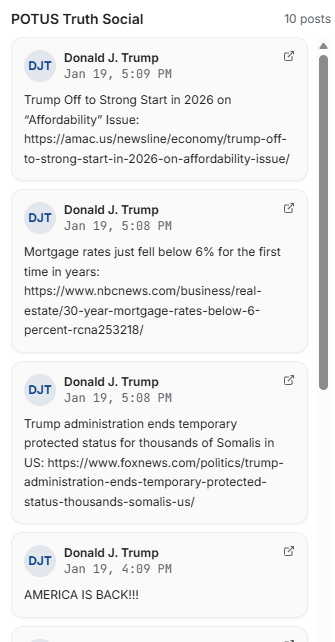 POTUS Truth Social
10 posts
DJT
Donald J. Trump
Jan 19, 5:09 PM
Trump Off to Strong Start in 2026 on
“Affordability” Issue:
https://amac.us/newsline/economy/trump-off-
to-strong-start-in-2026-on-affordability-issue/
DJT
Donald J. Trump
Jan 19, 5:08 PM
Mortgage rates just fell below 6% for the first
time in years:
https://www.nbcnews.com/business/real-
estate/30-year-mortgage-rates-below-6-
percent-rcna253218/
DJT
Donald J. Trump
Jan 19, 5:08 PM
Trump administration ends temporary
protected status for thousands of Somalis in
US: https://www.foxnews.com/politics/trump-
administration-ends-temporary-protected-
status-thousands-somalis-us/
DJT
Donald J. Trump
Jan 19, 4:09 PM
AMERICA IS BACK!!!